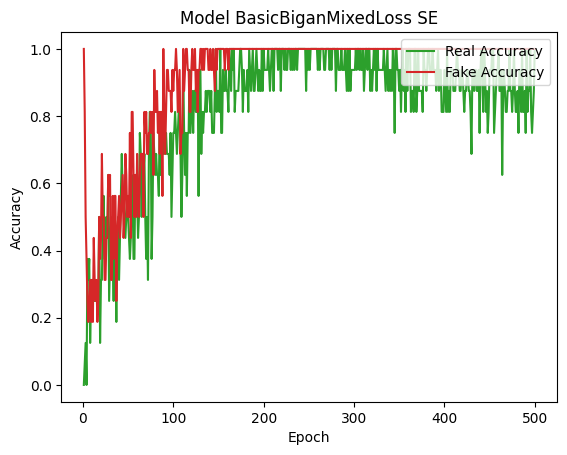 Model BasicBiganMixedLoss SE
Real Accuracy
Fake Accuracy
Accuracy
1.0
0.8
0.6
0.4
0.2
0.0
0 100 200 300 400 500
Epoch